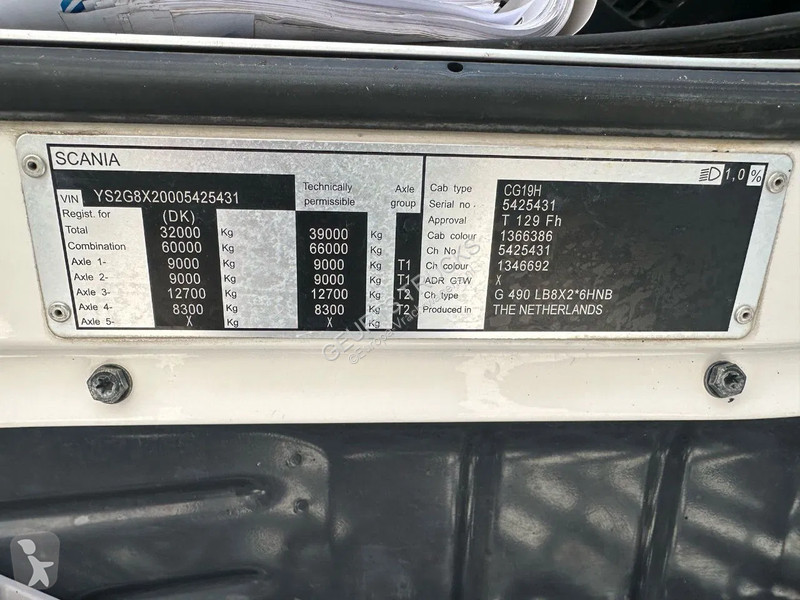 SCANIA
1,0 %
VIN YS2G8X20005425431
Technically permissible
Axle group
Regist. for (DK)
Total 32000 Kg 39000 Kg
Combination 60000 Kg 66000 Kg
Axle 1- 9000 Kg 9000 Kg T1
Axle 2- 9000 Kg 9000 Kg T1
Axle 3- 12700 Kg 12700 Kg T2
Axle 4- 8300 Kg 8300 Kg T2
Axle 5- X Kg X Kg
Cab type CG19H
Serial no 5425431
Approval T 129 Fh
Cab colour 1366386
Ch No 5425431
Ch colour 1346692
ADR GTW X
Ch type G 490 LB8X2*6HNB
Produced in THE NETHERLANDS